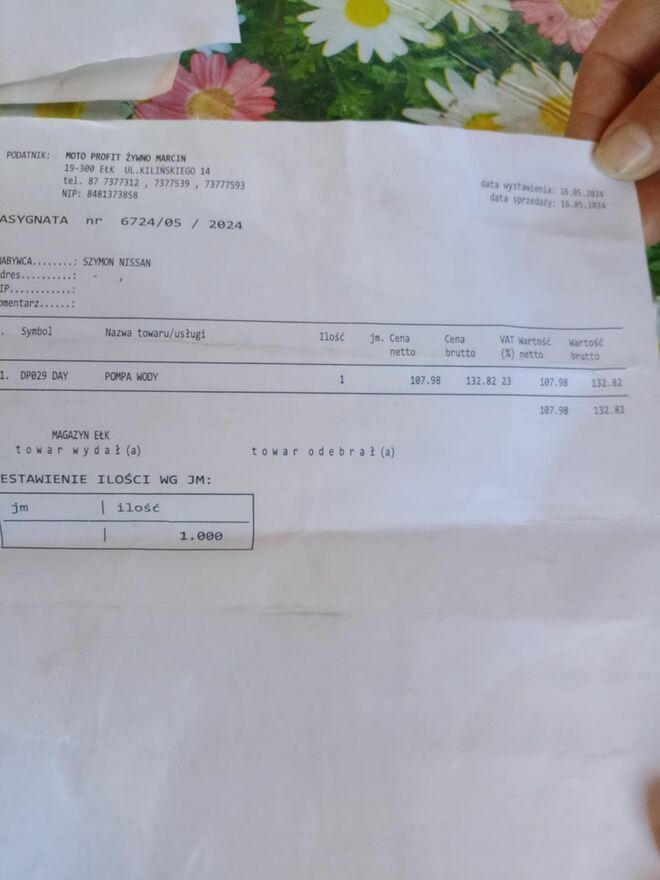 PODATNIK: MOTO PROFIT ŻYWNO MARCIN
19-300 EŁK UL.KILIŃSKIEGO 14
tel. 87 7377312 , 7377539 , 73777593
NIP: 8481373858
data wystawienia: 16.05.2024
data sprzedaży: 16.05.2024
ASYGNATA nr 6724/05 / 2024
NABYWCA........: SZYMON NISSAN
dres..........: - ,
IP............:
omentarz......:
. Symbol Nazwa towaru/usługi Ilość jm. Cena netto Cena brutto VAT (%) Wartość netto Wartość brutto
1. DP029 DAY POMPA WODY 1 107.98 132.82 23 107.98 132.82
107.98 132.82
MAGAZYN EŁK
towar wydał(a) towar odebrał(a)
ESTAWIENIE ILOŚCI WG JM:
jm | ilość
| 1.000